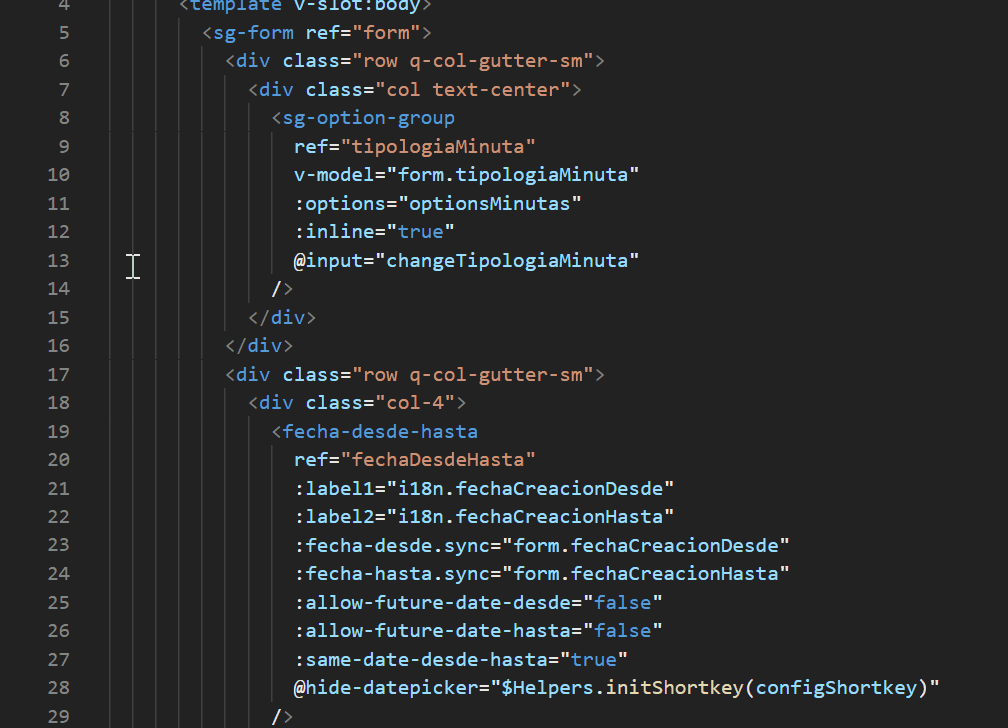 4 <template v-slot:body>
5 <sg-form ref="form">
6 <div class="row q-col-gutter-sm">
7 <div class="col text-center">
8 <sg-option-group
9 ref="tipologiaMinuta"
10 v-model="form.tipologiaMinuta"
11 :options="optionsMinutas"
12 :inline="true"
13 @input="changeTipologiaMinuta"
14 />
15 </div>
16 </div>
17 <div class="row q-col-gutter-sm">
18 <div class="col-4">
19 <fecha-desde-hasta
20 ref="fechaDesdeHasta"
21 :label1="i18n.fechaCreacionDesde"
22 :label2="i18n.fechaCreacionHasta"
23 :fecha-desde.sync="form.fechaCreacionDesde"
24 :fecha-hasta.sync="form.fechaCreacionHasta"
25 :allow-future-date-desde="false"
26 :allow-future-date-hasta="false"
27 :same-date-desde-hasta="true"
28 @hide-datepicker="$Helpers.initShortkey(configShortkey)"
29 />